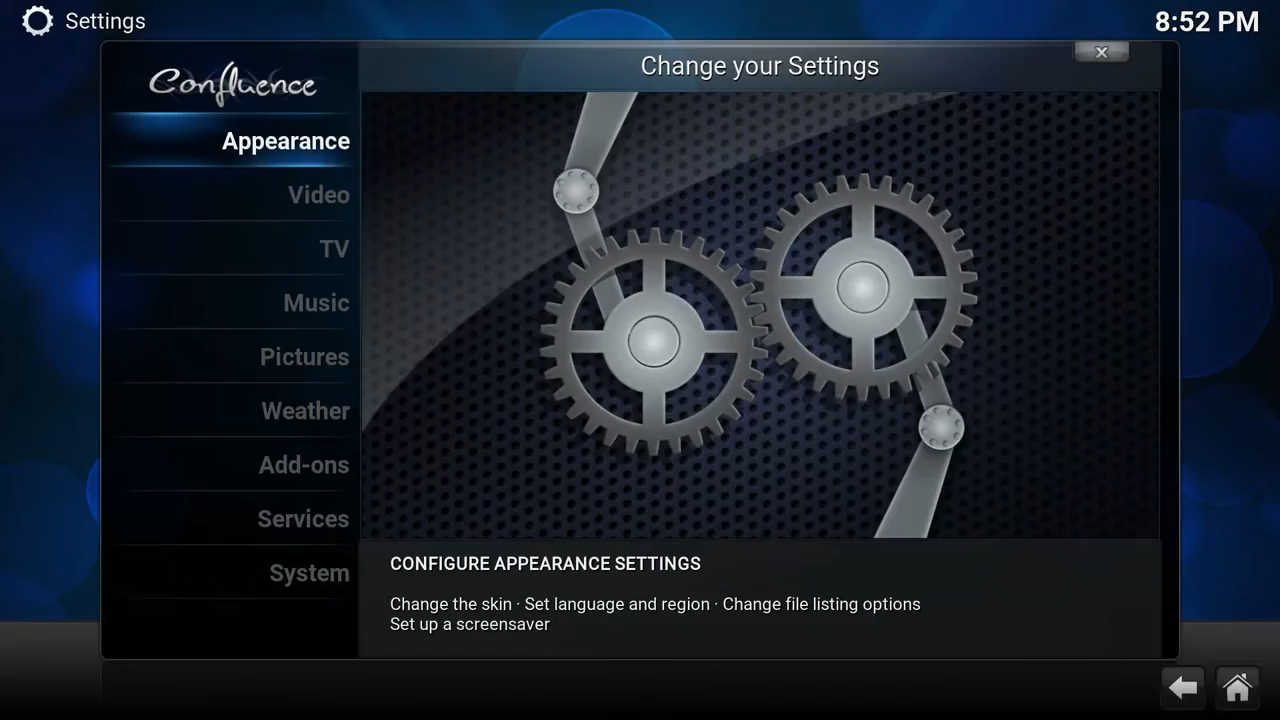 Settings
8:52 PM
Confluence
Change your Settings
Appearance
Video
TV
Music
Pictures
Weather
Add-ons
Services
System
CONFIGURE APPEARANCE SETTINGS
Change the skin · Set language and region · Change file listing options
Set up a screensaver